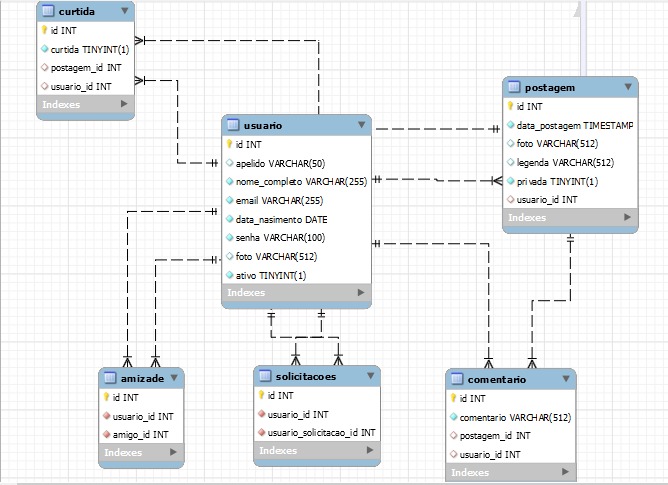 curtida
id INT
curtida TINYINT(1)
postagem_id INT
usuario_id INT
Indexes
usuario
id INT
apelido VARCHAR(50)
nome_completo VARCHAR(255)
email VARCHAR(255)
data_nasimento DATE
senha VARCHAR(100)
foto VARCHAR(512)
ativo TINYINT(1)
Indexes
postagem
id INT
data_postagem TIMESTAMP
foto VARCHAR(512)
legenda VARCHAR(512)
privada TINYINT(1)
usuario_id INT
Indexes
amizade
id INT
usuario_id INT
amigo_id INT
Indexes
solicitacoes
id INT
usuario_id INT
usuario_solicitacao_id INT
Indexes
comentario
id INT
comentario VARCHAR(512)
postagem_id INT
usuario_id INT
Indexes